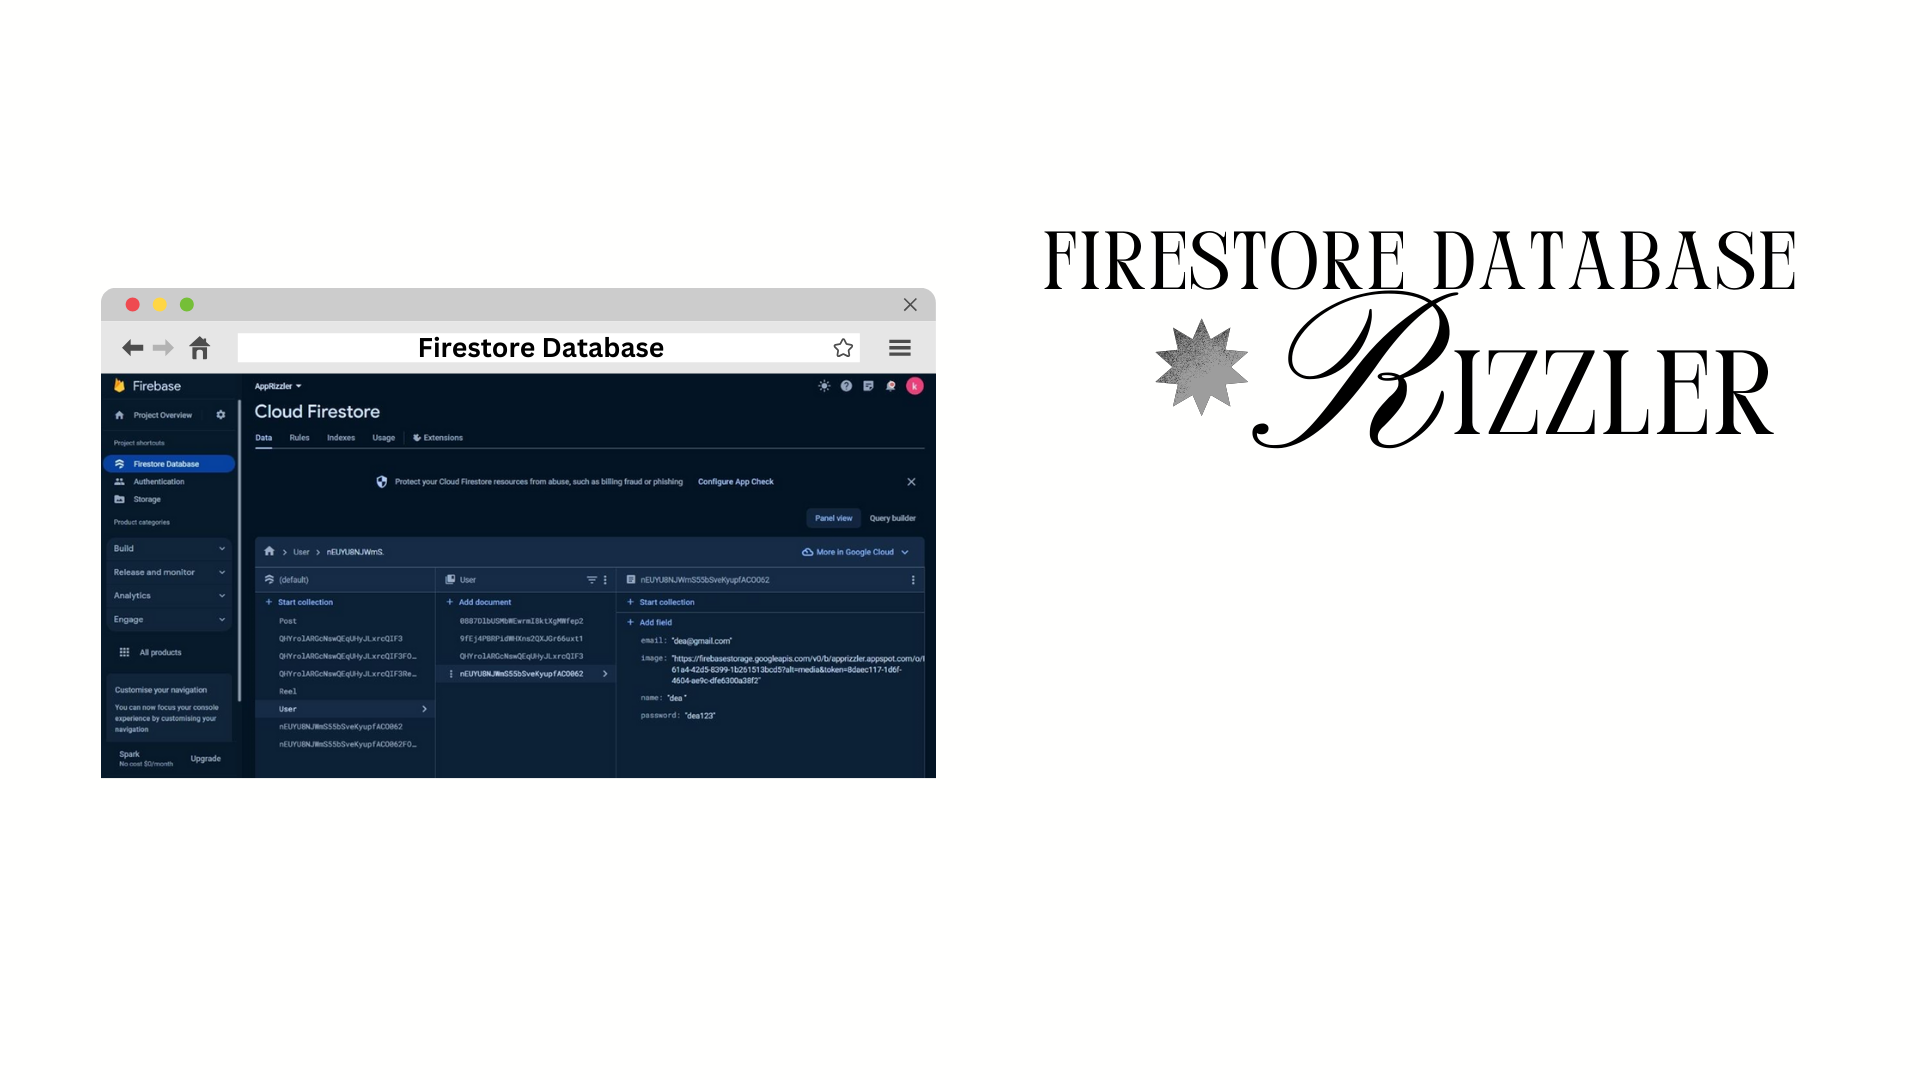 FIRESTORE DATABASE
RIZZLER
Firestore Database
Firebase
AppRizzler
k
Project Overview
Cloud Firestore
Project shortcuts
Data Rules Indexes Usage Extensions
Firestore Database
Authentication
Storage
Protect your Cloud Firestore resources from abuse, such as billing fraud or phishing Configure App Check
Product categories
Panel view Query builder
Build
Release and monitor
Analytics
Engage
All products
Customise your navigation
You can now focus your console
experience by customising your
navigation
Spark
No cost $0/month
Upgrade
User > nEUYU8NJWmS.
More in Google Cloud
(default)
+ Start collection
Post
QHYrolARGcNswQEqUHyJLxrcQIF3
QHYrolARGcNswQEqUHyJLxrcQIF3FO…
QHYrolARGcNswQEqUHyJLxrcQIF3Re…
Reel
User
nEUYU8NJWmS55bSveKyupfACO062
nEUYU8NJWmS55bSveKyupfACO062FO…
User
+ Add document
QHYrolARGcNswQEqUHyJLxrcQIF3
nEUYU8NJWmS55bSveKyupfACO062
nEUYU8NJWmS55bSveKyupfACO062
+ Start collection
+ Add field
email: "dea@gmail.com"
image: "https://firebasestorage.googleapis.com/v0/b/apprizzler.appspot.com/o/
61a4-42d5-8399-1b261513bcd5?alt=media&token=8daec117-1d6f-
4604-ae9c-dfe6300a38f2"
name: "dea "
password: "dea123"